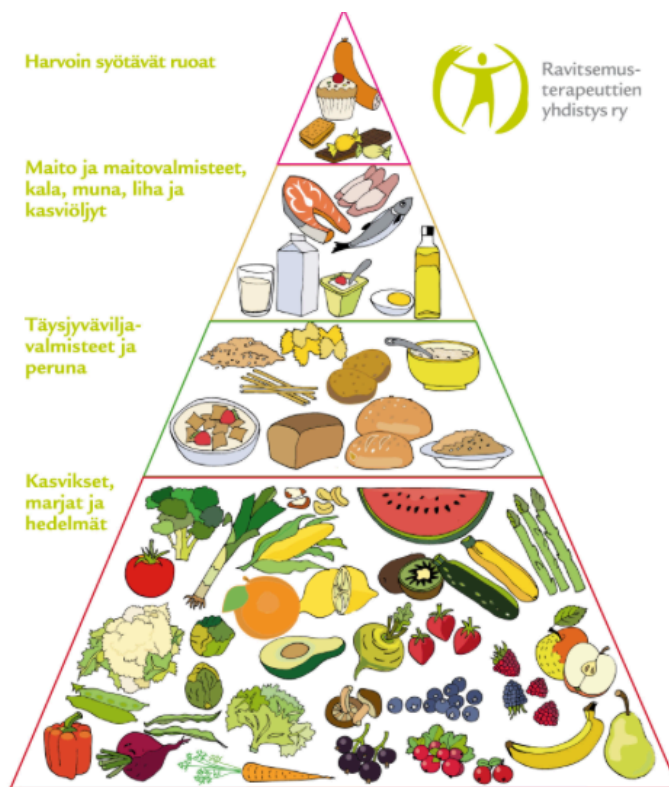 Harvoin syötävät ruoat
Ravitsemus-
terapeuttien
yhdistys ry
Maito ja maitovalmisteet,
kala, muna, liha ja
kasviöljyt
Täysjyvävilja-
valmisteet ja
peruna
Kasvikset,
marjat ja
hedelmät